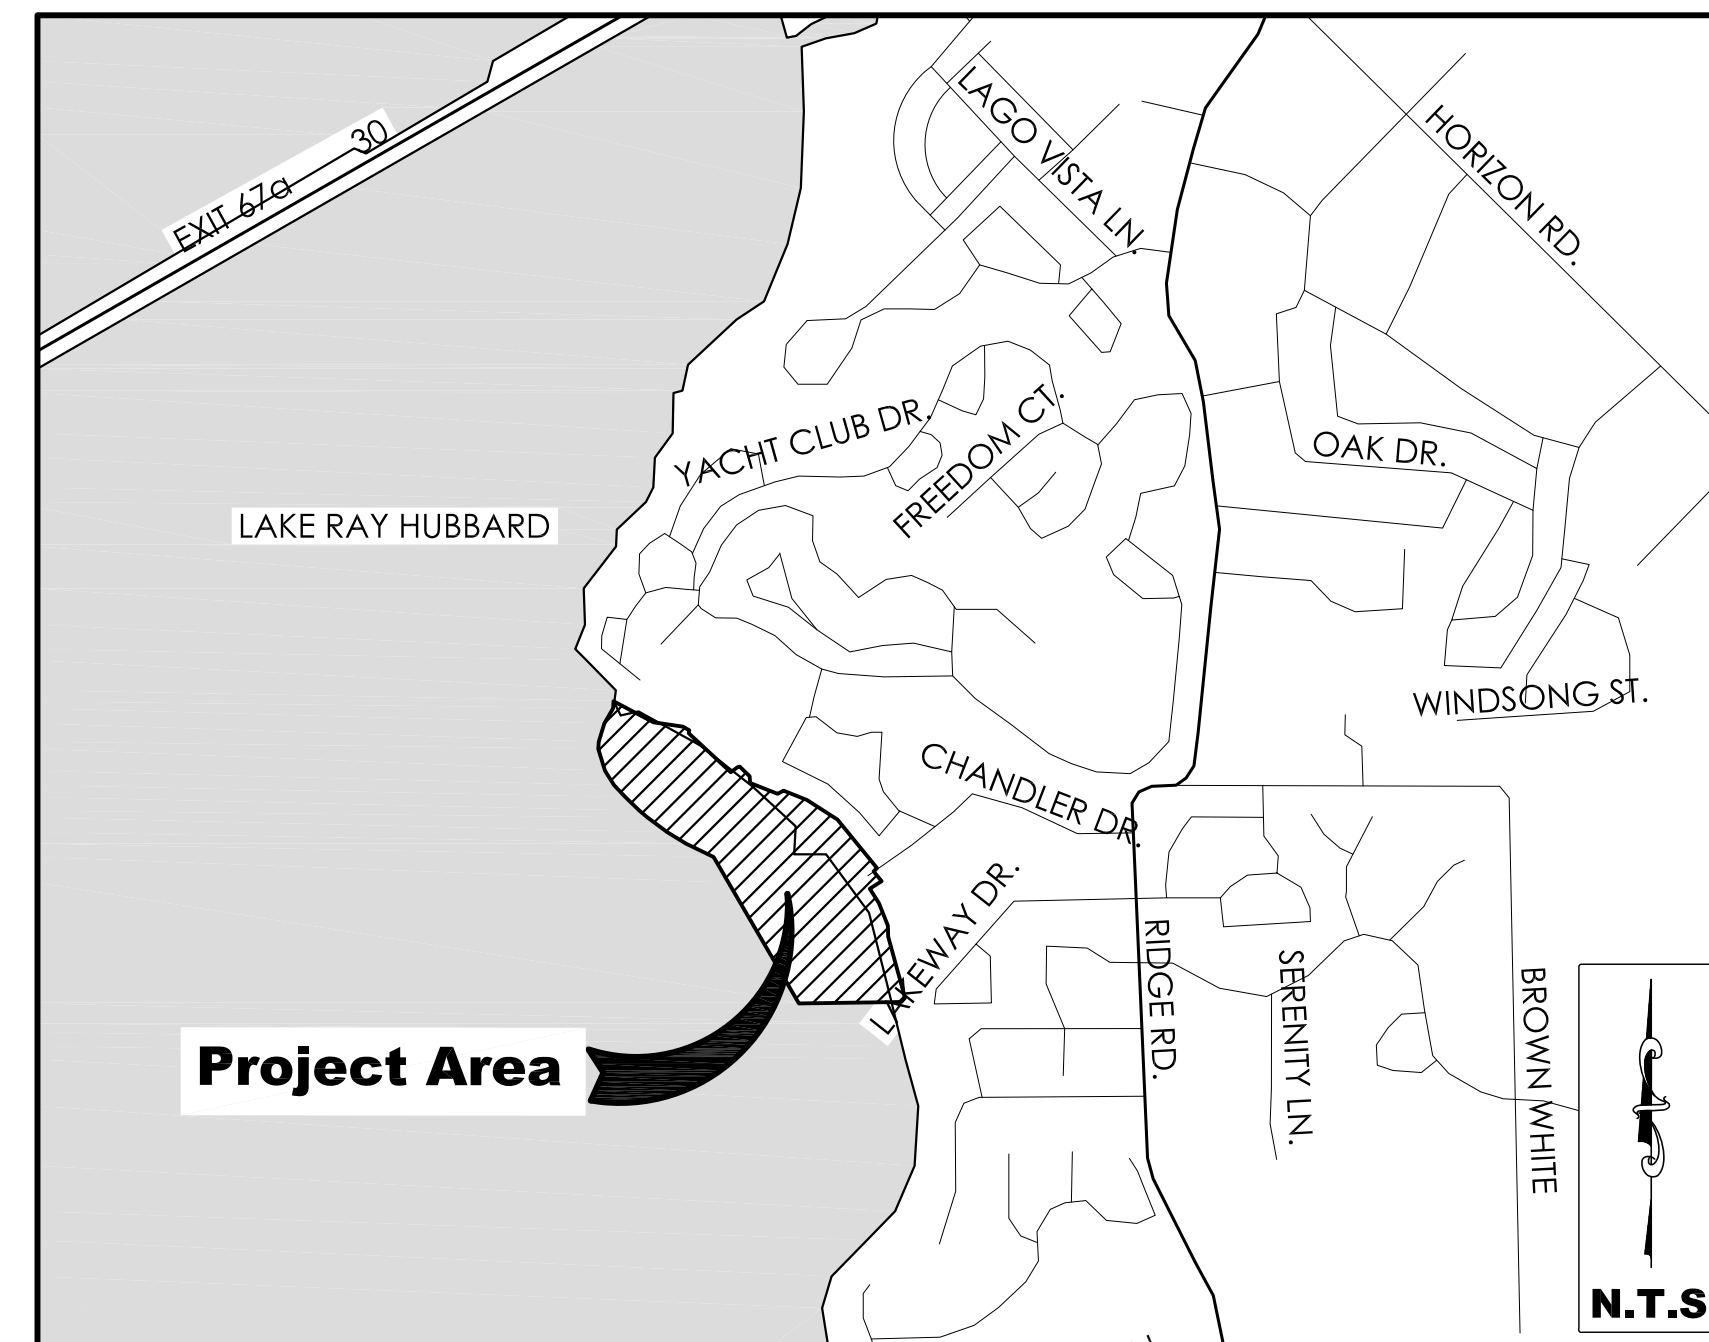 30
EXIT 67a
LAGO VISTA LN.
HORIZON RD.
YACHT CLUB DR.
FREEDOM CT.
OAK DR.
LAKE RAY HUBBARD
WINDSONG ST.
CHANDLER DR.
LAKEWAY DR.
RIDGE RD.
SERENITY LN.
BROWN WHITE
Project Area
N.T.S